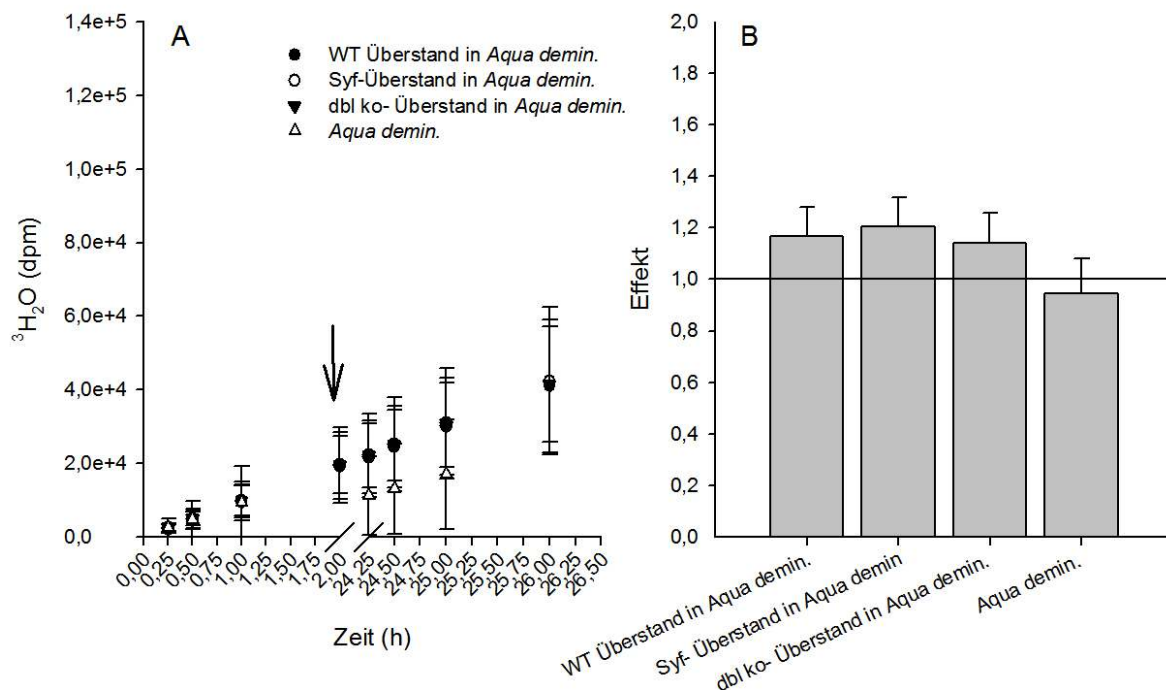 A
WT Überstand in Aqua demin.
Syf-Überstand in Aqua demin.
dbl ko- Überstand in Aqua demin.
Aqua demin.
1,4e+5
1,2e+5
1,0e+5
8,0e+4
6,0e+4
4,0e+4
2,0e+4
0,0
³H₂O (dpm)
0,00
0,25
0,50
0,75
1,00
1,25
1,50
1,75
2,00
24,25
24,50
24,75
25,00
25,25
25,50
25,75
26,00
26,25
26,50
Zeit (h)
B
2,0
1,8
1,6
1,4
1,2
1,0
0,8
0,6
0,4
0,2
0,0
Effekt
WT Überstand in Aqua demin.
Syf- Überstand in Aqua demin
dbl ko- Überstand in Aqua demin.
Aqua demin.